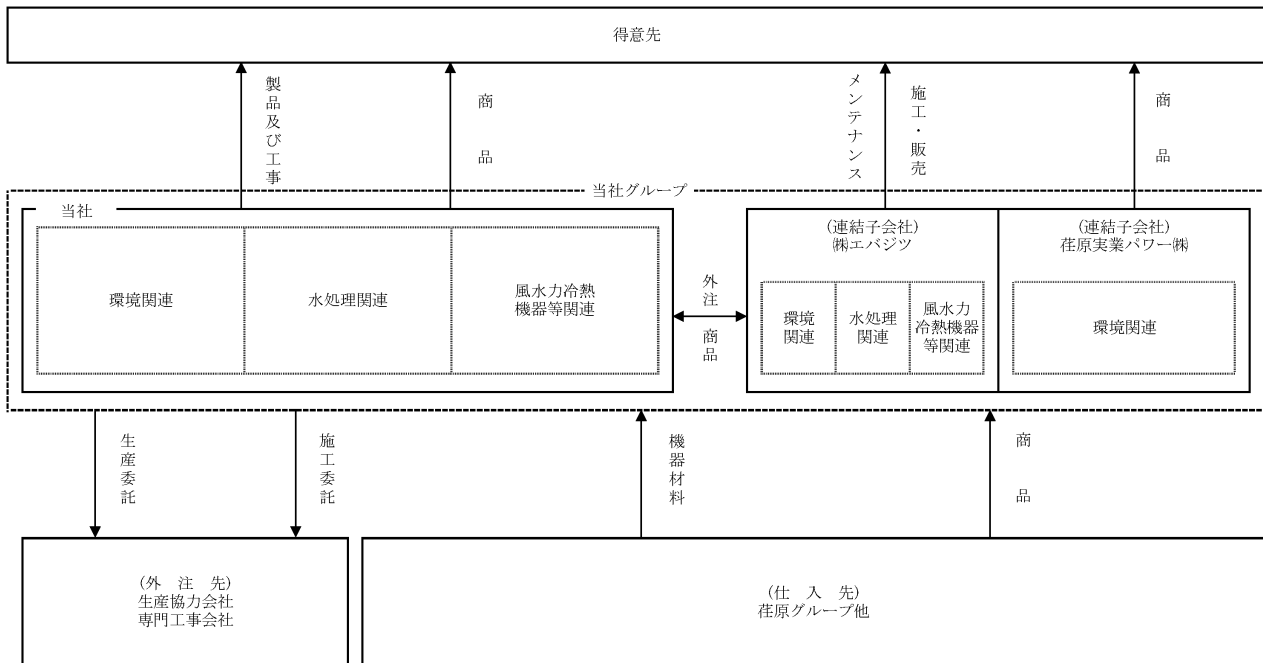 得意先
製品及び工事
商品
メンテナンス
施工・販売
商品
当社グループ
当社
環境関連
水処理関連
風水力冷熱
機器等関連
外注
商品
(連結子会社)
㈱エバジツ
環境
関連
水処理
関連
風水力
冷熱機器
等関連
(連結子会社)
荏原実業パワー㈱
環境関連
生産委託
施工委託
機器材料
商品
(外 注 先)
生産協力会社
専門工事会社
(仕 入 先)
荏原グループ他